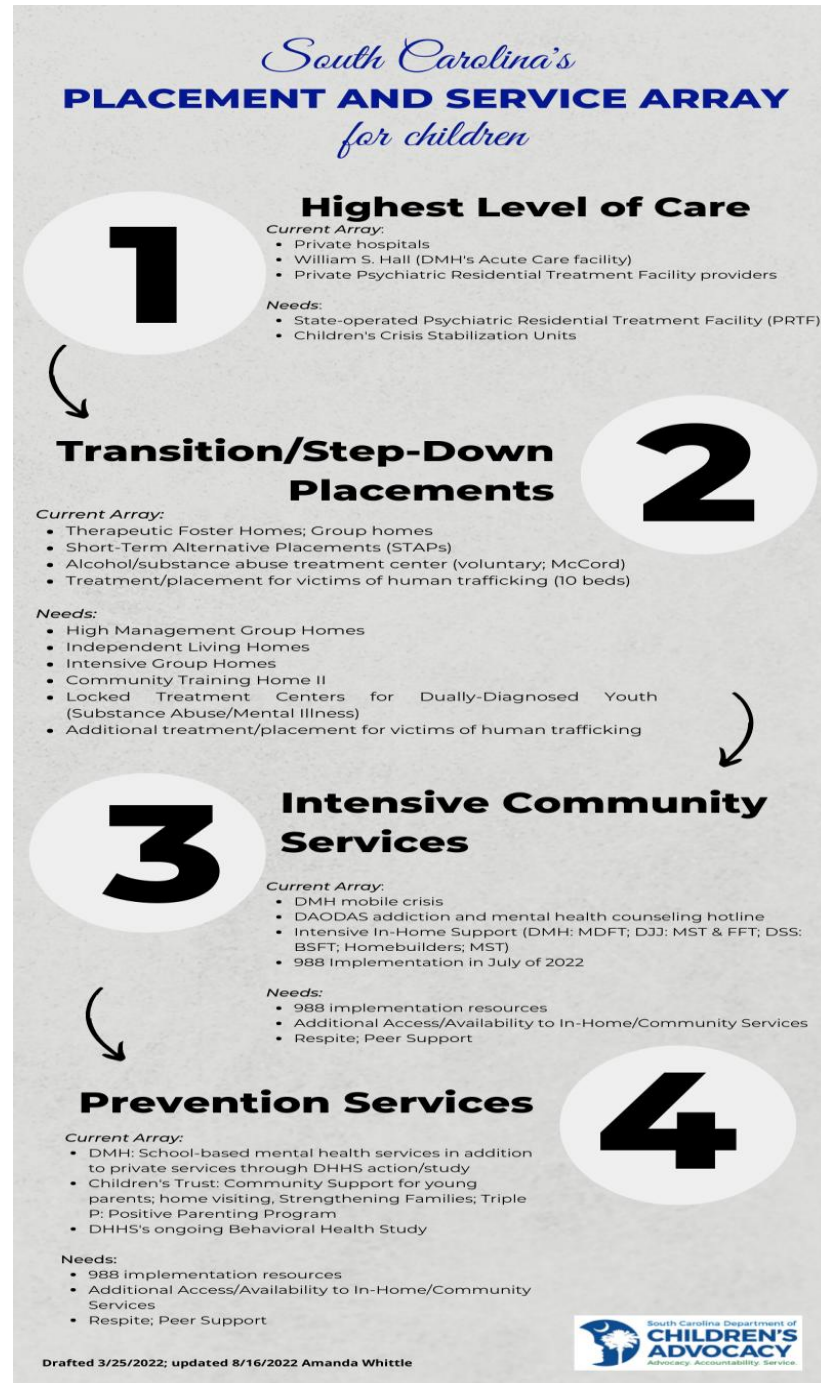 South Carolina's
PLACEMENT AND SERVICE ARRAY
for children
1
Highest Level of Care
Current Array:
• Private hospitals
• William S. Hall (DMH's Acute Care facility)
• Private Psychiatric Residential Treatment Facility providers
Needs:
• State-operated Psychiatric Residential Treatment Facility (PRTF)
• Children's Crisis Stabilization Units
2
Transition/Step-Down
Placements
Current Array:
• Therapeutic Foster Homes; Group homes
• Short-Term Alternative Placements (STAPs)
• Alcohol/substance abuse treatment center (voluntary; McCord)
• Treatment/placement for victims of human trafficking (10 beds)
Needs:
• High Management Group Homes
• Independent Living Homes
• Intensive Group Homes
• Community Training Home II
• Locked Treatment Centers for Dually-Diagnosed Youth
(Substance Abuse/Mental Illness)
• Additional treatment/placement for victims of human trafficking
3
Intensive Community
Services
Current Array:
• DMH mobile crisis
• DAODAS addiction and mental health counseling hotline
• Intensive In-Home Support (DMH: MDFT; DJJ: MST & FFT; DSS:
BSFT; Homebuilders; MST)
• 988 Implementation in July of 2022
Needs:
• 988 implementation resources
• Additional Access/Availability to In-Home/Community Services
• Respite; Peer Support
4
Prevention Services
Current Array:
• DMH: School-based mental health services in addition
to private services through DHHS action/study
• Children's Trust: Community Support for young
parents; home visiting, Strengthening Families; Triple
P: Positive Parenting Program
• DHHS's ongoing Behavioral Health Study
Needs:
• 988 implementation resources
• Additional Access/Availability to In-Home/Community
Services
• Respite; Peer Support
Drafted 3/25/2022; updated 8/16/2022 Amanda Whittle
South Carolina Department of
CHILDREN'S
ADVOCACY
Advocacy. Accountability. Service.